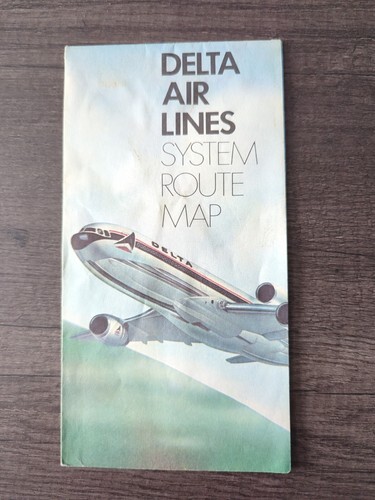 DELTA
AIR
LINES
SYSTEM
ROUTE
MAP
DELTA